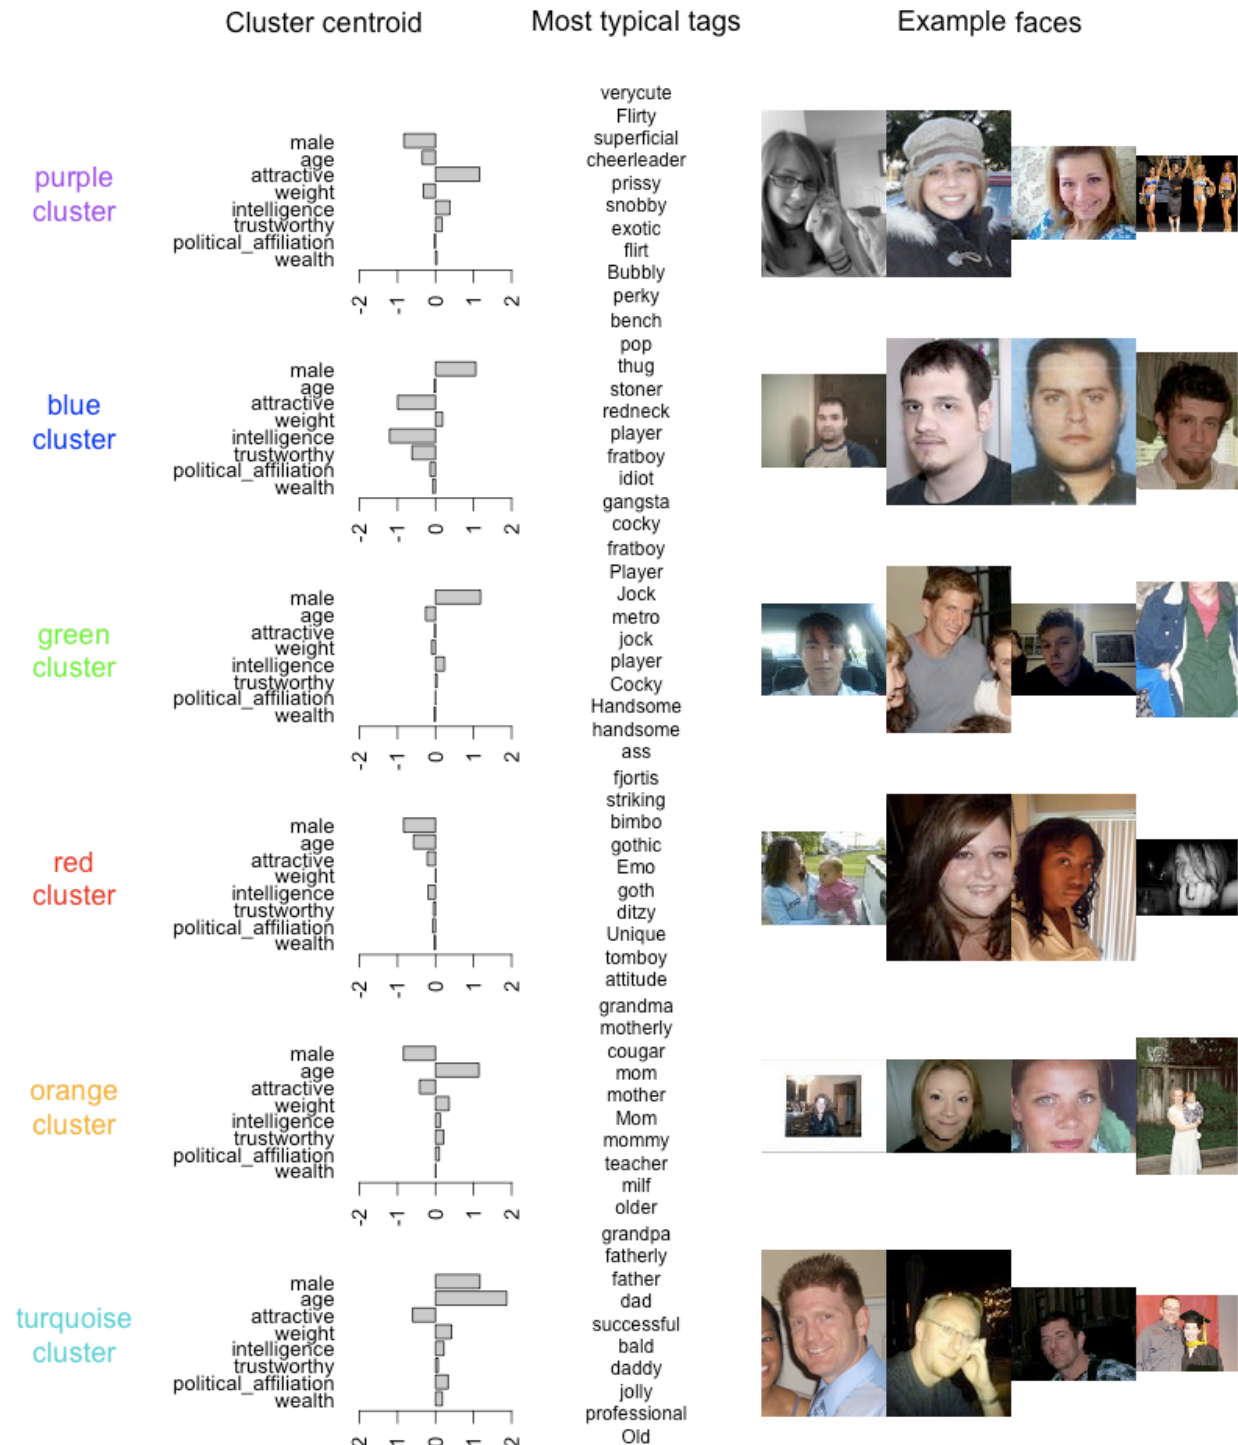 Cluster centroid
Most typical tags
Example faces
purple
cluster
male
age
attractive
weight
intelligence
trustworthy
political_affiliation
wealth
-2
-1
0
1
2
verycute
Flirty
superficial
cheerleader
prissy
snobby
exotic
flirt
Bubbly
perky
blue
cluster
male
age
attractive
weight
intelligence
trustworthy
political_affiliation
wealth
-2
-1
0
1
2
bench
pop
thug
stoner
redneck
player
fratboy
idiot
gangsta
cocky
green
cluster
male
age
attractive
weight
intelligence
trustworthy
political_affiliation
wealth
-2
-1
0
1
2
fratboy
Player
Jock
metro
jock
player
Cocky
Handsome
handsome
ass
red
cluster
male
age
attractive
weight
intelligence
trustworthy
political_affiliation
wealth
-2
-1
0
1
2
fjortis
striking
bimbo
gothic
Emo
goth
ditzy
Unique
tomboy
attitude
orange
cluster
male
age
attractive
weight
intelligence
trustworthy
political_affiliation
wealth
-2
-1
0
1
2
grandma
motherly
cougar
mom
mother
Mom
mommy
teacher
milf
older
turquoise
cluster
male
age
attractive
weight
intelligence
trustworthy
political_affiliation
wealth
-2
-1
0
1
2
grandpa
fatherly
father
dad
successful
bald
daddy
jolly
professional
Old